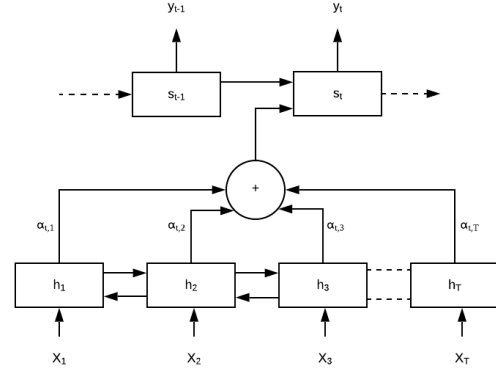 yt-1 yt
st-1 st
+
αt,1 αt,2 αt,3 αt,T
h1 h2 h3 hT
X1 X2 X3 XT